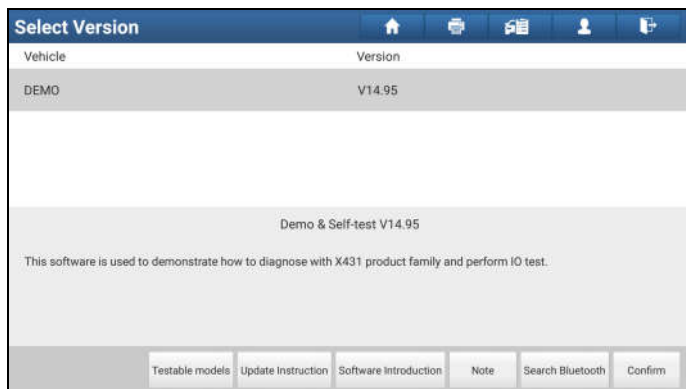 Select Version
Vehicle Version
DEMO V14.95
Demo & Self-test V14.95
This software is used to demonstrate how to diagnose with X431 product family and perform IO test.
Testable models Update Instruction Software Introduction Note Search Bluetooth Confirm